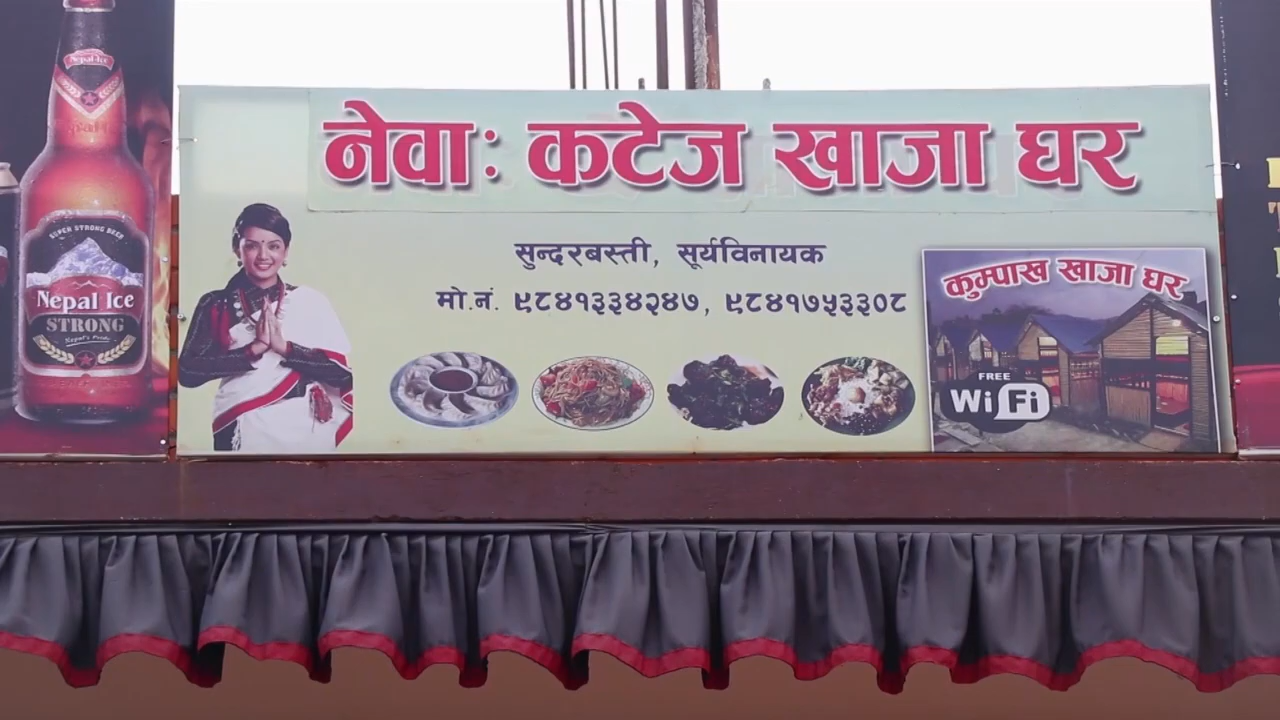 नेवाः कटेज खाजा घर
सुन्दरबस्ती, सूर्यविनायक
मो.नं. ९८४१३३४२४७, ९८४१७५३३०८
कुम्पाख खाजा घर
FREE
WiFi
Nepal Ice
SUPER STRONG BEER
Nepal Ice
STRONG
Nepal's Pride